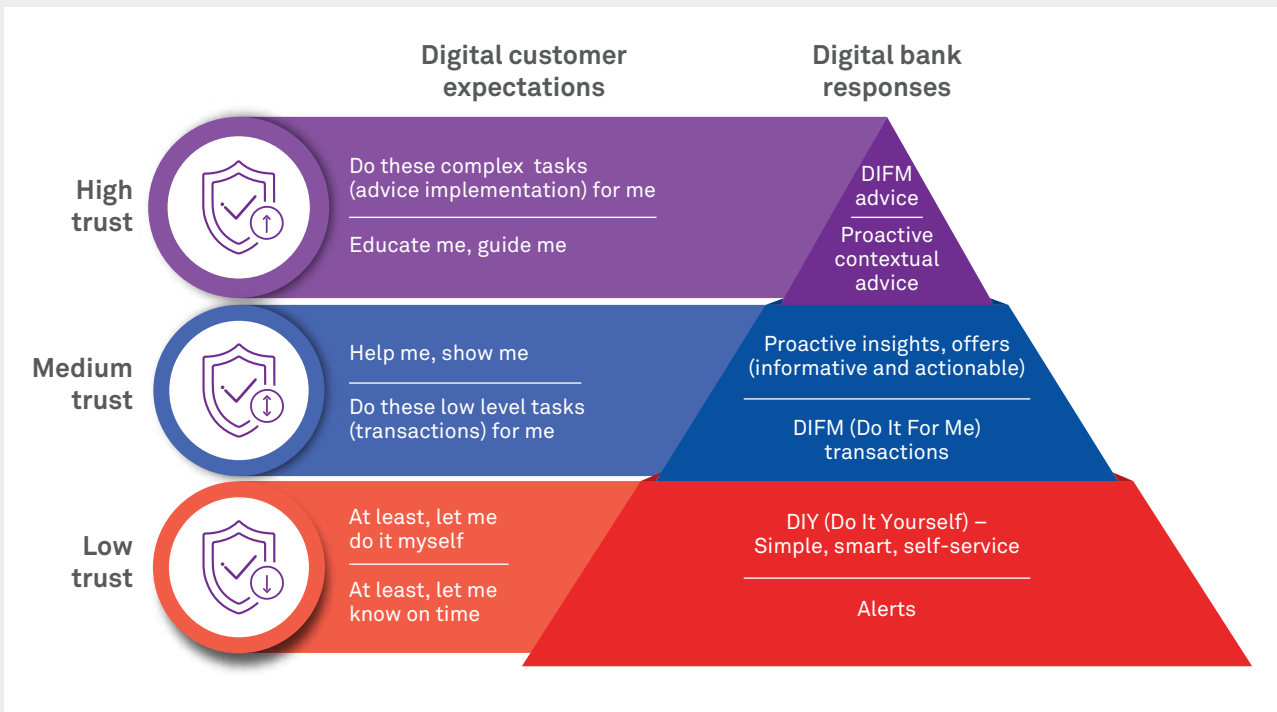 Digital customer
expectations
Digital bank
responses
High
trust
Do these complex tasks
(advice implementation) for me
Educate me, guide me
DIFM
advice
Proactive
contextual
advice
Medium
trust
Help me, show me
Do these low level tasks
(transactions) for me
Proactive insights, offers
(informative and actionable)
DIFM (Do It For Me)
transactions
Low
trust
At least, let me
do it myself
At least, let me
know on time
DIY (Do It Yourself) –
Simple, smart, self-service
Alerts